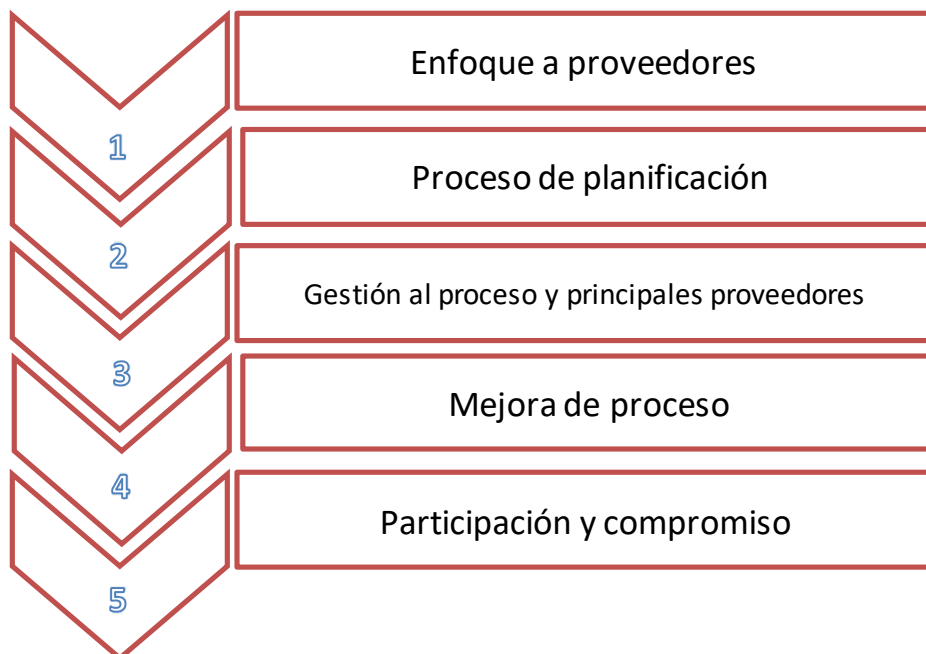 Enfoque a proveedores
1
Proceso de planificación
2
Gestión al proceso y principales proveedores
3
Mejora de proceso
4
Participación y compromiso
5